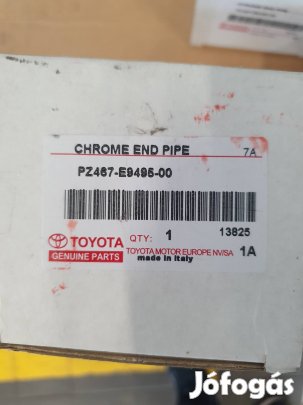 CHROME END PIPE 7A
PZ467-E9495-00
TOYOTA QTY: 1 13825
GENUINE PARTS TOYOTA MOTOR EUROPE NV/SA 1A
made in Italy
Jófogás